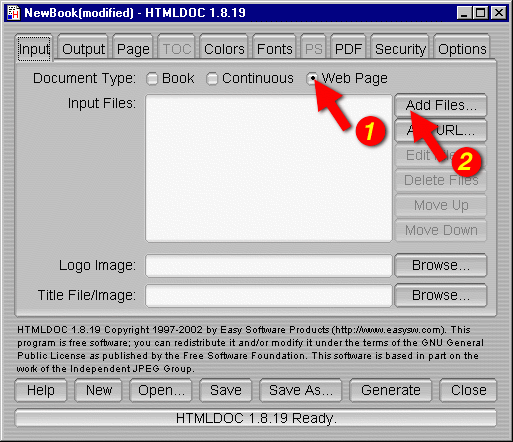 NewBook(modified) - HTMLDOC 1.8.19
Input Output Page TOC Colors Fonts PS PDF Security Options
Document Type: Book Continuous Web Page
Input Files: Add Files...
1
URL...
2
Edit
Delete Files
Move Up
Move Down
Logo Image: Browse...
Title File/Image: Browse...
HTMLDOC 1.8.19 Copyright 1997-2002 by Easy Software Products (http://www.easysw.com). This
program is free software; you can redistribute it and/or modify it under the terms of the GNU General
Public License as published by the Free Software Foundation. This software is based in part on the
work of the Independent JPEG Group.
Help New Open... Save Save As... Generate Close
HTMLDOC 1.8.19 Ready.